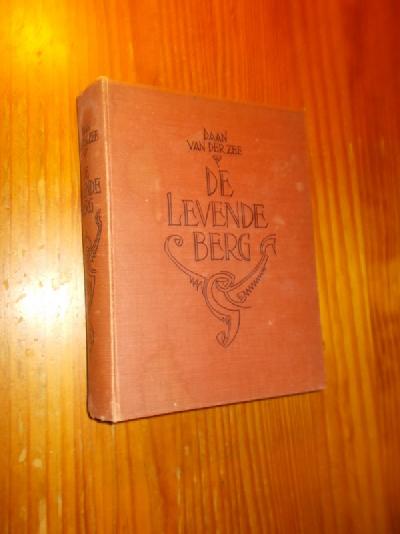 DAAN
VAN DER ZEE
DE
LEVENDE
BERG